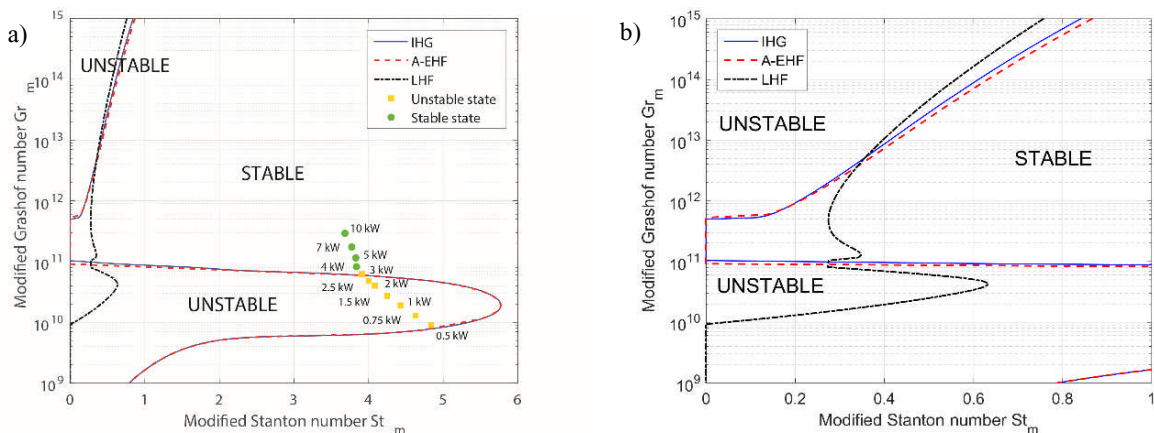 a)
Modified Grashof number Gr_m
10^15
10^14
10^13
10^12
10^11
10^10
10^9
UNSTABLE
STABLE
UNSTABLE
IHG
A-EHF
LHF
Unstable state
Stable state
10 kW
7 kW
5 kW
4 kW
3 kW
2.5 kW
2 kW
1.5 kW
1 kW
0.75 kW
0.5 kW
0 1 2 3 4 5 6
Modified Stanton number St_m
b)
Modified Grashof number Gr_m
10^15
10^14
10^13
10^12
10^11
10^10
10^9
IHG
A-EHF
LHF
UNSTABLE
STABLE
UNSTABLE
0 0.2 0.4 0.6 0.8 1
Modified Stanton number St_m